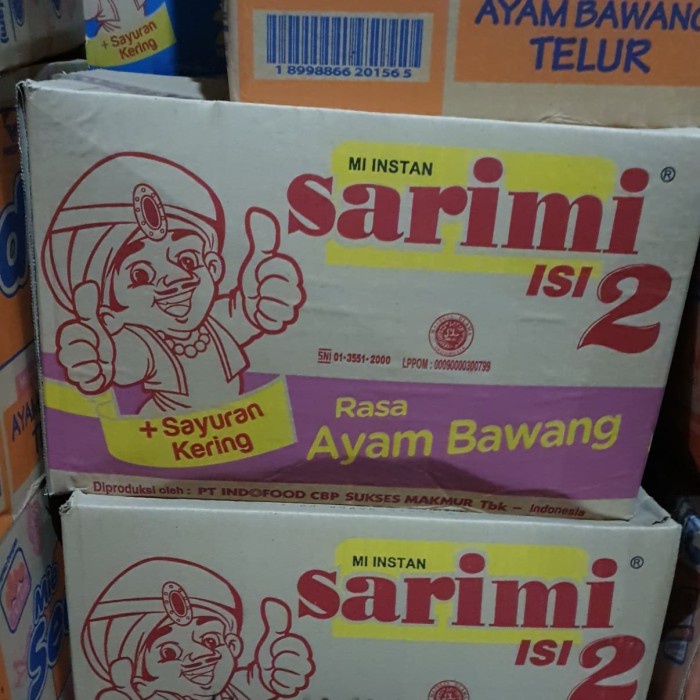 + Sayuran
Kering
1 8998866 20156 5
AYAM BAWANG
TELUR
MI INSTAN
sarimi®
ISI 2
SNI 01-3551-2000 LPPOM : 00090000300799
+ Sayuran
Kering
Rasa
Ayam Bawang
Diproduksi oleh : PT INDOFOOD CBP SUKSES MAKMUR Tbk – Indonesia
MI INSTAN
sarimi®
ISI 2